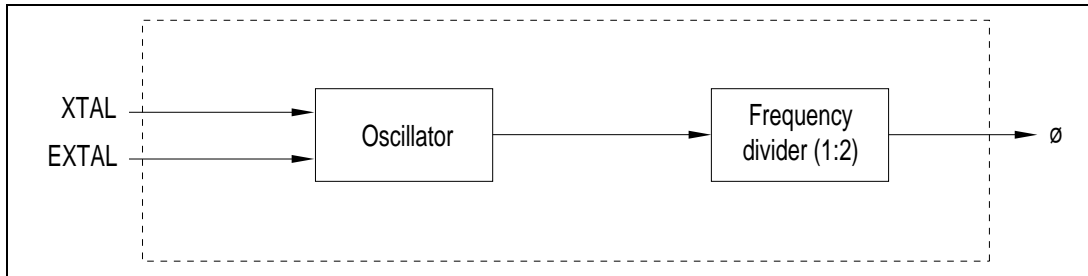 XTAL
EXTAL
Oscillator
Frequency
divider (1:2)
ø